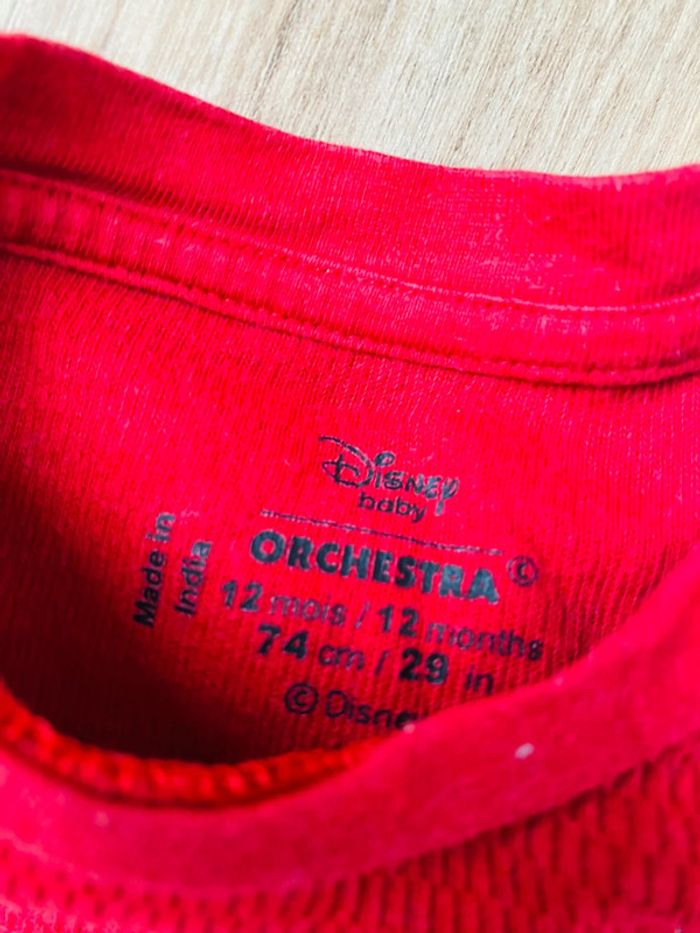 Disney
baby
ORCHESTRA ©
12 mois / 12 months
74 cm / 29 in
© Disney
Made in
India